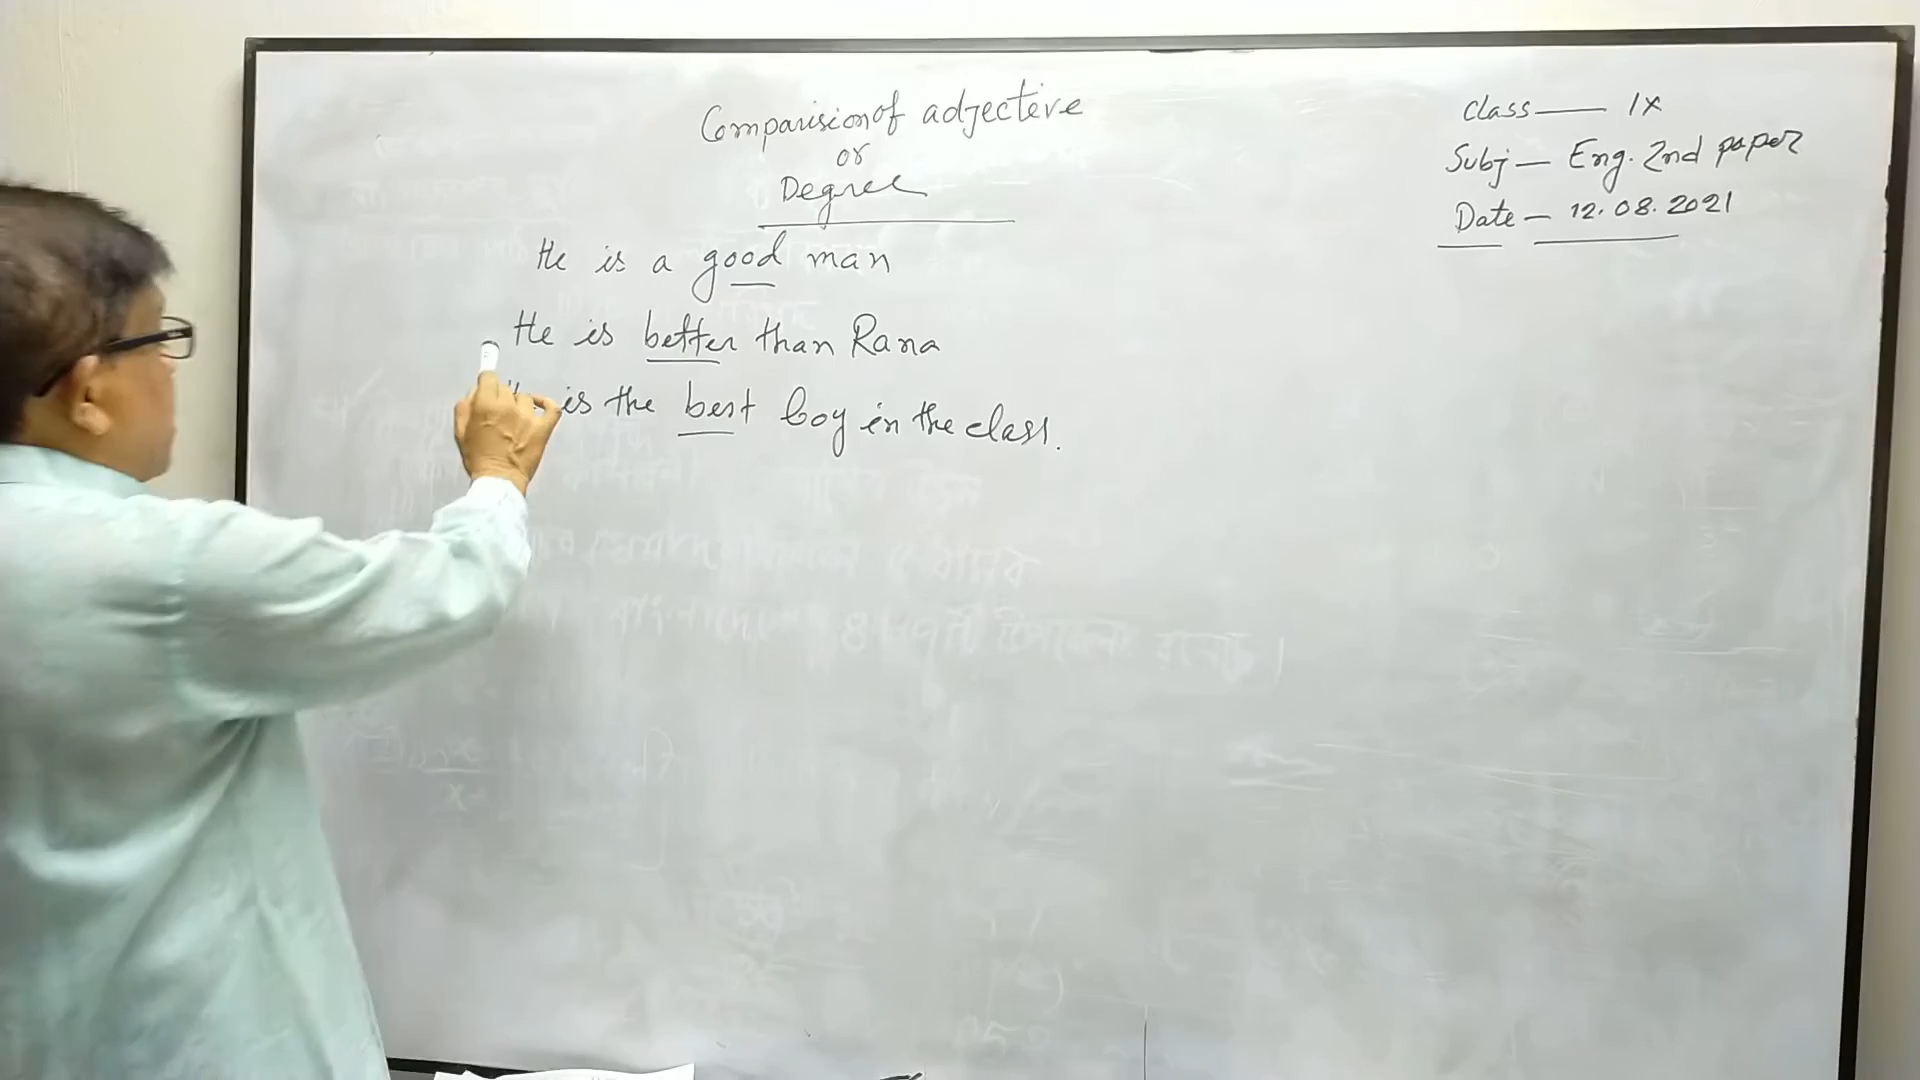 Comparision of adjective
or
Degree
Class — IX
Subj — Eng. 2nd paper
Date — 12.08.2021
He is a good man
He is better than Rana
is the best boy in the class.